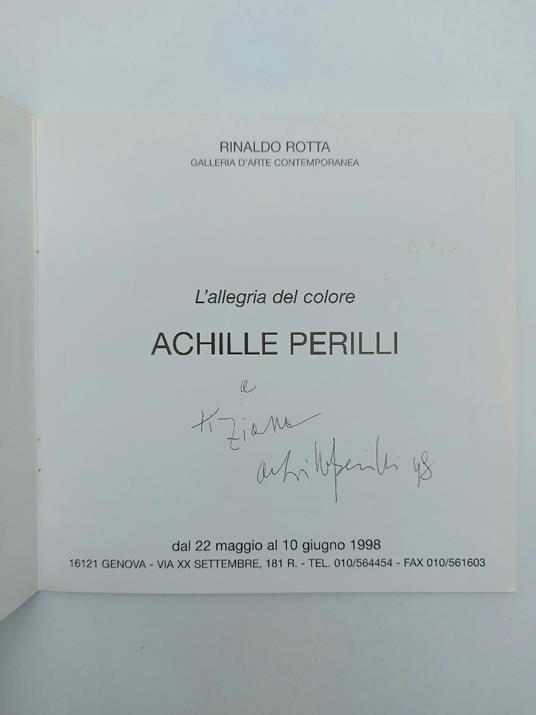 RINALDO ROTTA
GALLERIA D'ARTE CONTEMPORANEA
L'allegria del colore
ACHILLE PERILLI
a
tiziana
achille perilli 98
dal 22 maggio al 10 giugno 1998
16121 GENOVA - VIA XX SETTEMBRE, 181 R. - TEL. 010/564454 - FAX 010/561603